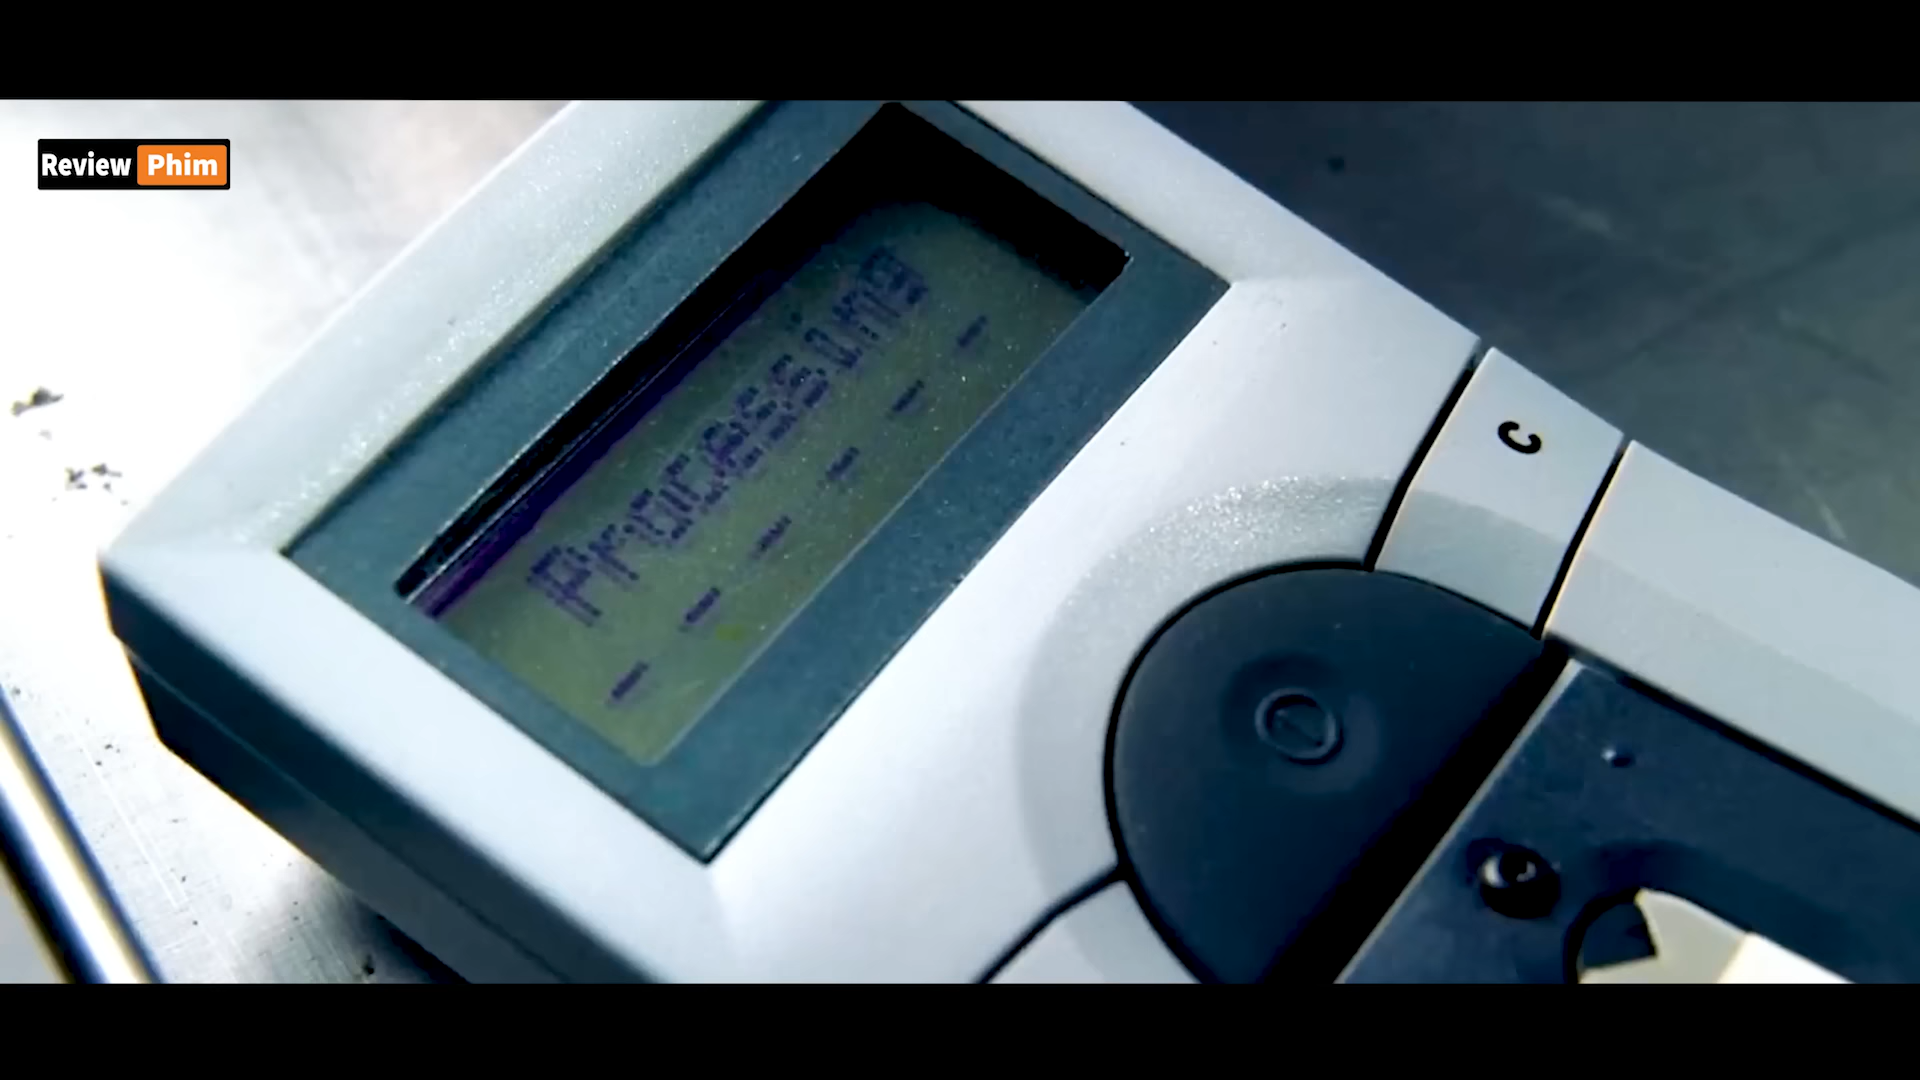 Review Phim
Processing
- - - - - -
C